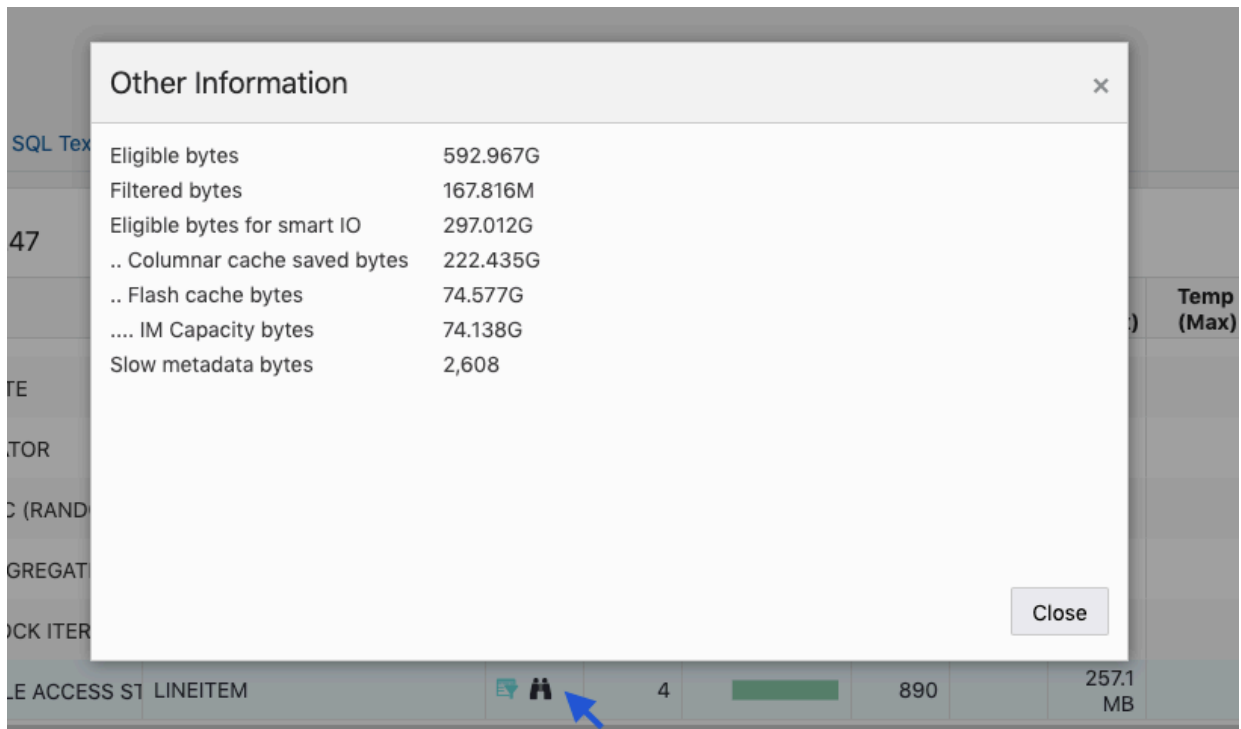 Other Information ×
SQL Tex
Eligible bytes 592.967G
Filtered bytes 167.816M
Eligible bytes for smart IO 297.012G
47
.. Columnar cache saved bytes 222.435G
.. Flash cache bytes 74.577G
Temp
(Max)
.... IM Capacity bytes 74.138G
Slow metadata bytes 2,608
TE
TOR
C (RAND
GREGAT
OCK ITER
Close
LE ACCESS ST LINEITEM 4 890 257.1
MB